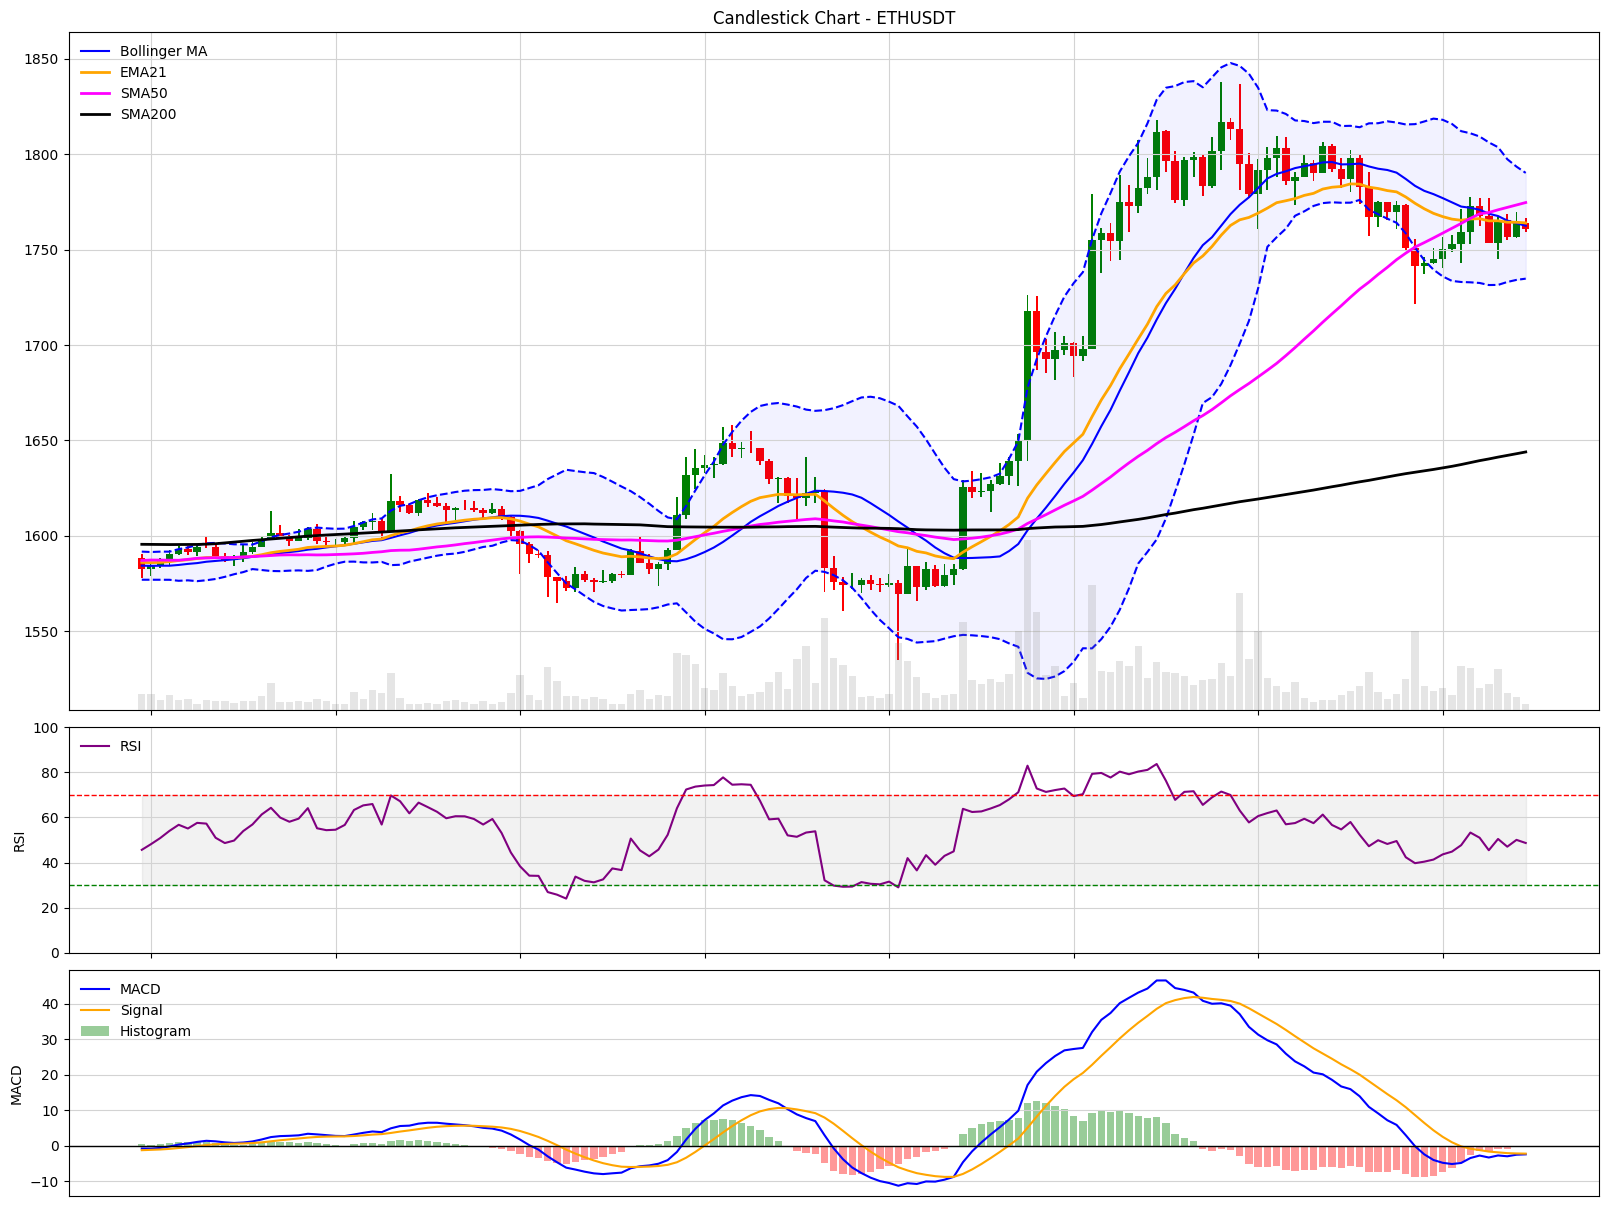 Candlestick Chart - ETHUSDT
Bollinger MA
EMA21
SMA50
SMA200
1850
1800
1750
1700
1650
1600
1550
RSI
100
80
60
40
20
0
RSI
MACD
Signal
Histogram
40
30
20
10
0
−10
MACD